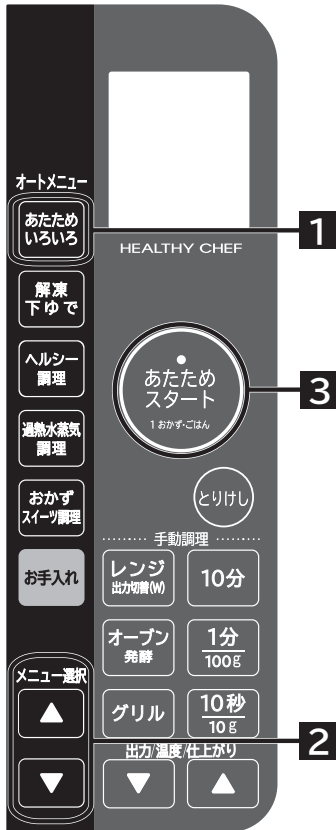 オートメニュー
あたため
いろいろ
1
HEALTHY CHEF
解凍
下ゆで
ヘルシー
調理
あたため
スタート
1 おかず・ごはん
3
過熱水蒸気
調理
おかず
スイーツ調理
とりけし
手動調理
お手入れ
レンジ
出力切替(W)
10分
オーブン
発酵
1分
100g
メニュー選択
▲
▼
グリル
10秒
10g
2
出力/温度/仕上がり
▼
▲